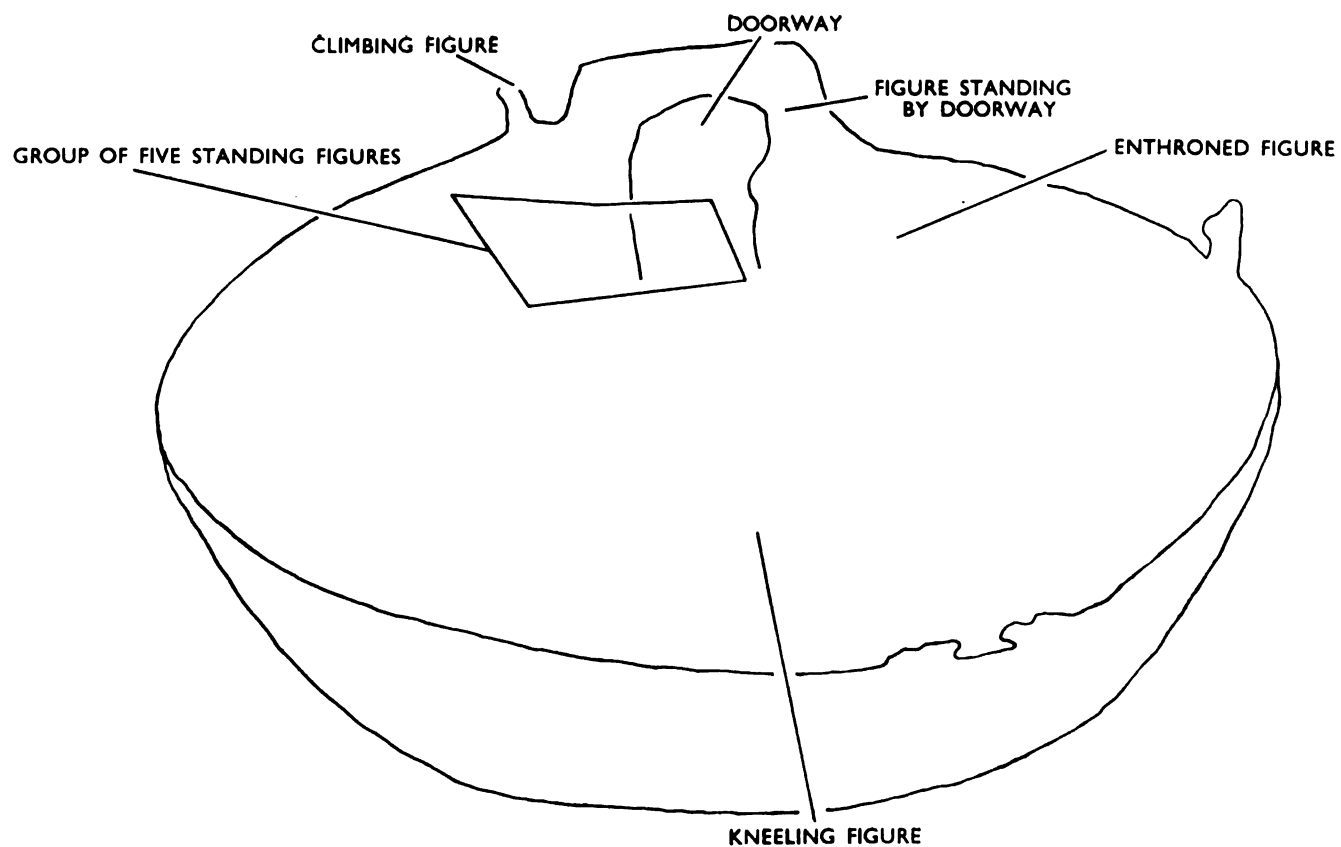 DOORWAY
CLIMBING FIGURE
FIGURE STANDING
BY DOORWAY
GROUP OF FIVE STANDING FIGURES
ENTHRONED FIGURE
KNEELING FIGURE